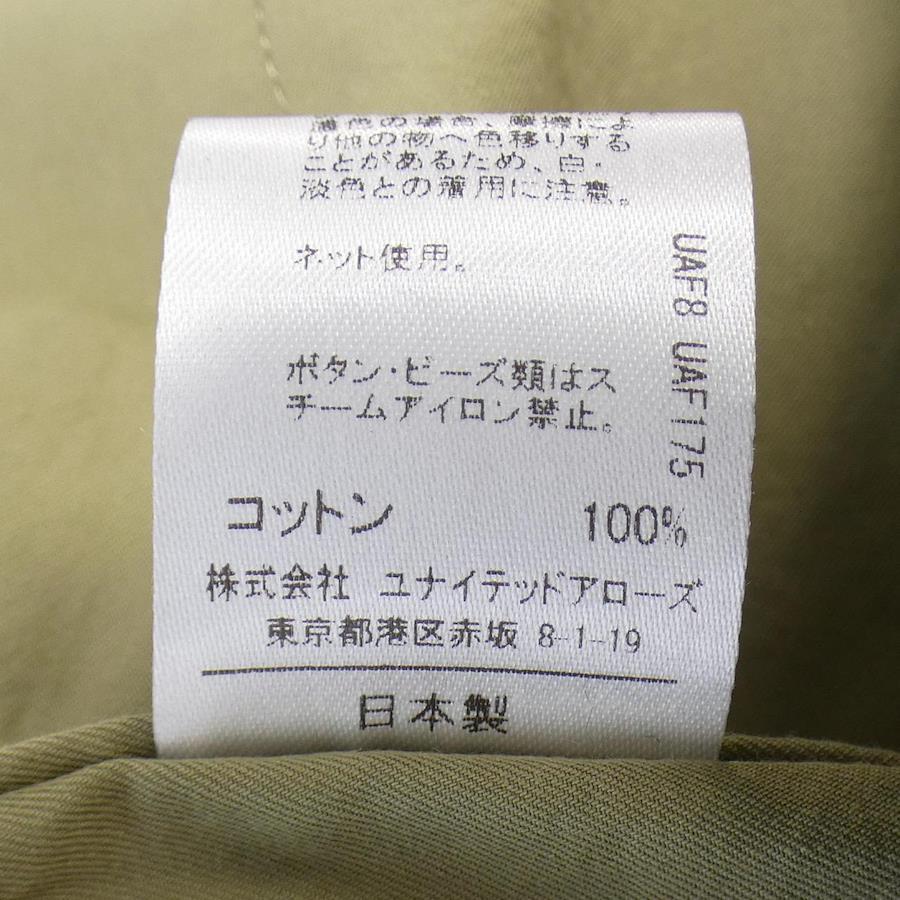 濃色の場合、摩擦によ
り他の物へ色移りする
ことがあるため、白・
淡色との着用に注意。
ネット使用。
ボタン・ビーズ類はス
チームアイロン禁止。
コットン 100%
株式会社 ユナイテッドアローズ
東京都港区赤坂 8-1-19
日本製
UAF8 UAF175